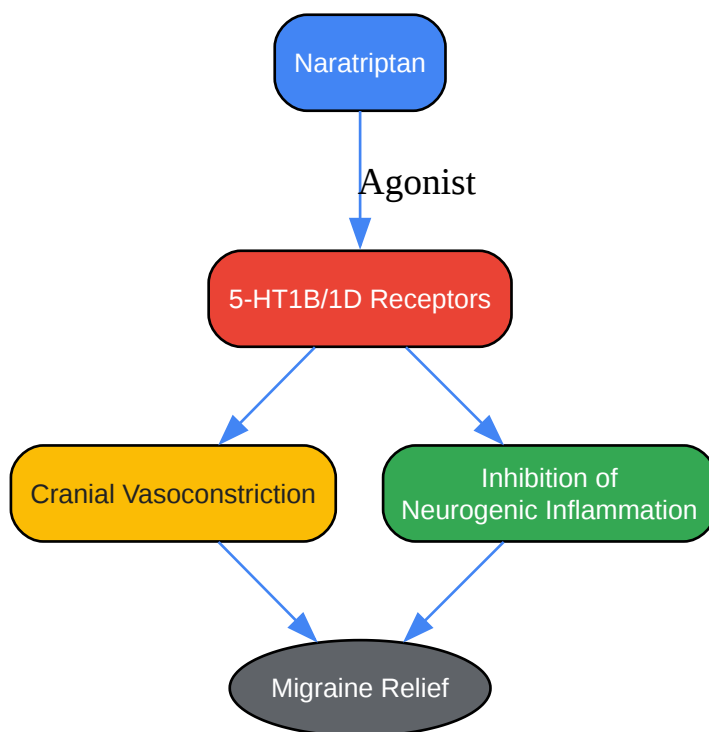 Naratriptan
Agonist
5-HT1B/1D Receptors
Cranial Vasoconstriction
Inhibition of
Neurogenic Inflammation
Migraine Relief